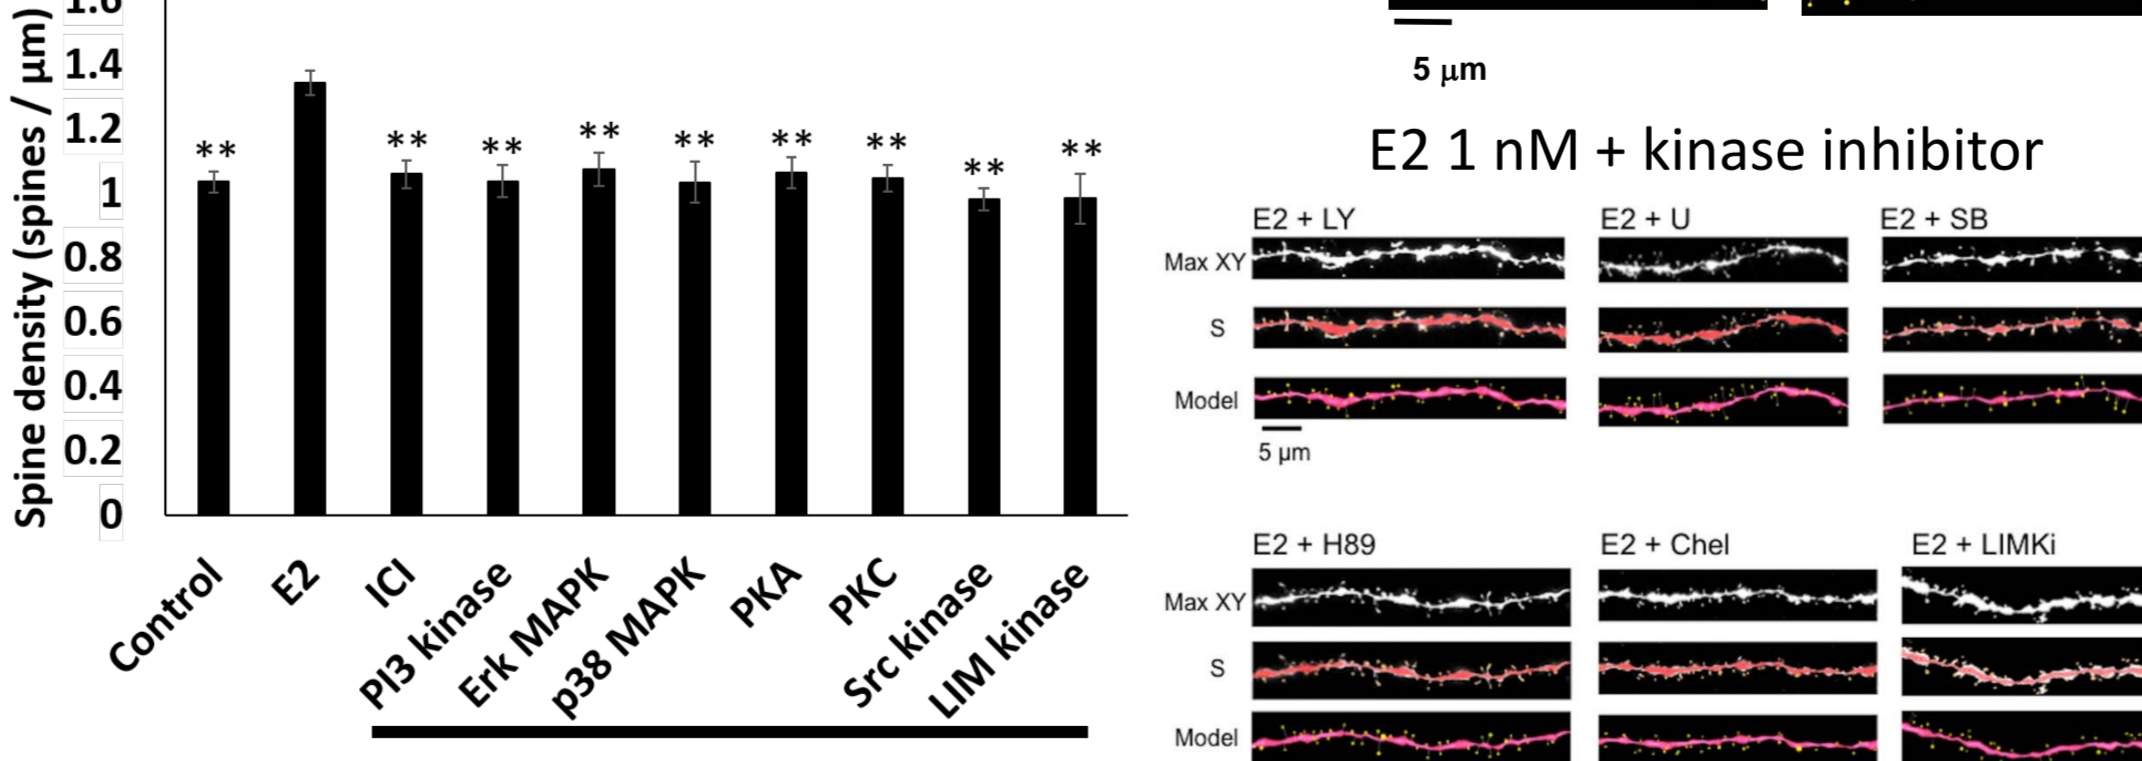 Spine density (spines / μm)
1.6
1.4
1.2
1
0.8
0.6
0.4
0.2
0
**
**
**
**
**
**
**
**
**
Control
E2
ICI
PI3 kinase
Erk MAPK
p38 MAPK
PKA
PKC
Src kinase
LIM kinase
5 μm
E2 1 nM + kinase inhibitor
E2 + LY
E2 + U
E2 + SB
Max XY
S
Model
5 μm
E2 + H89
E2 + Chel
E2 + LIMKi
Max XY
S
Model